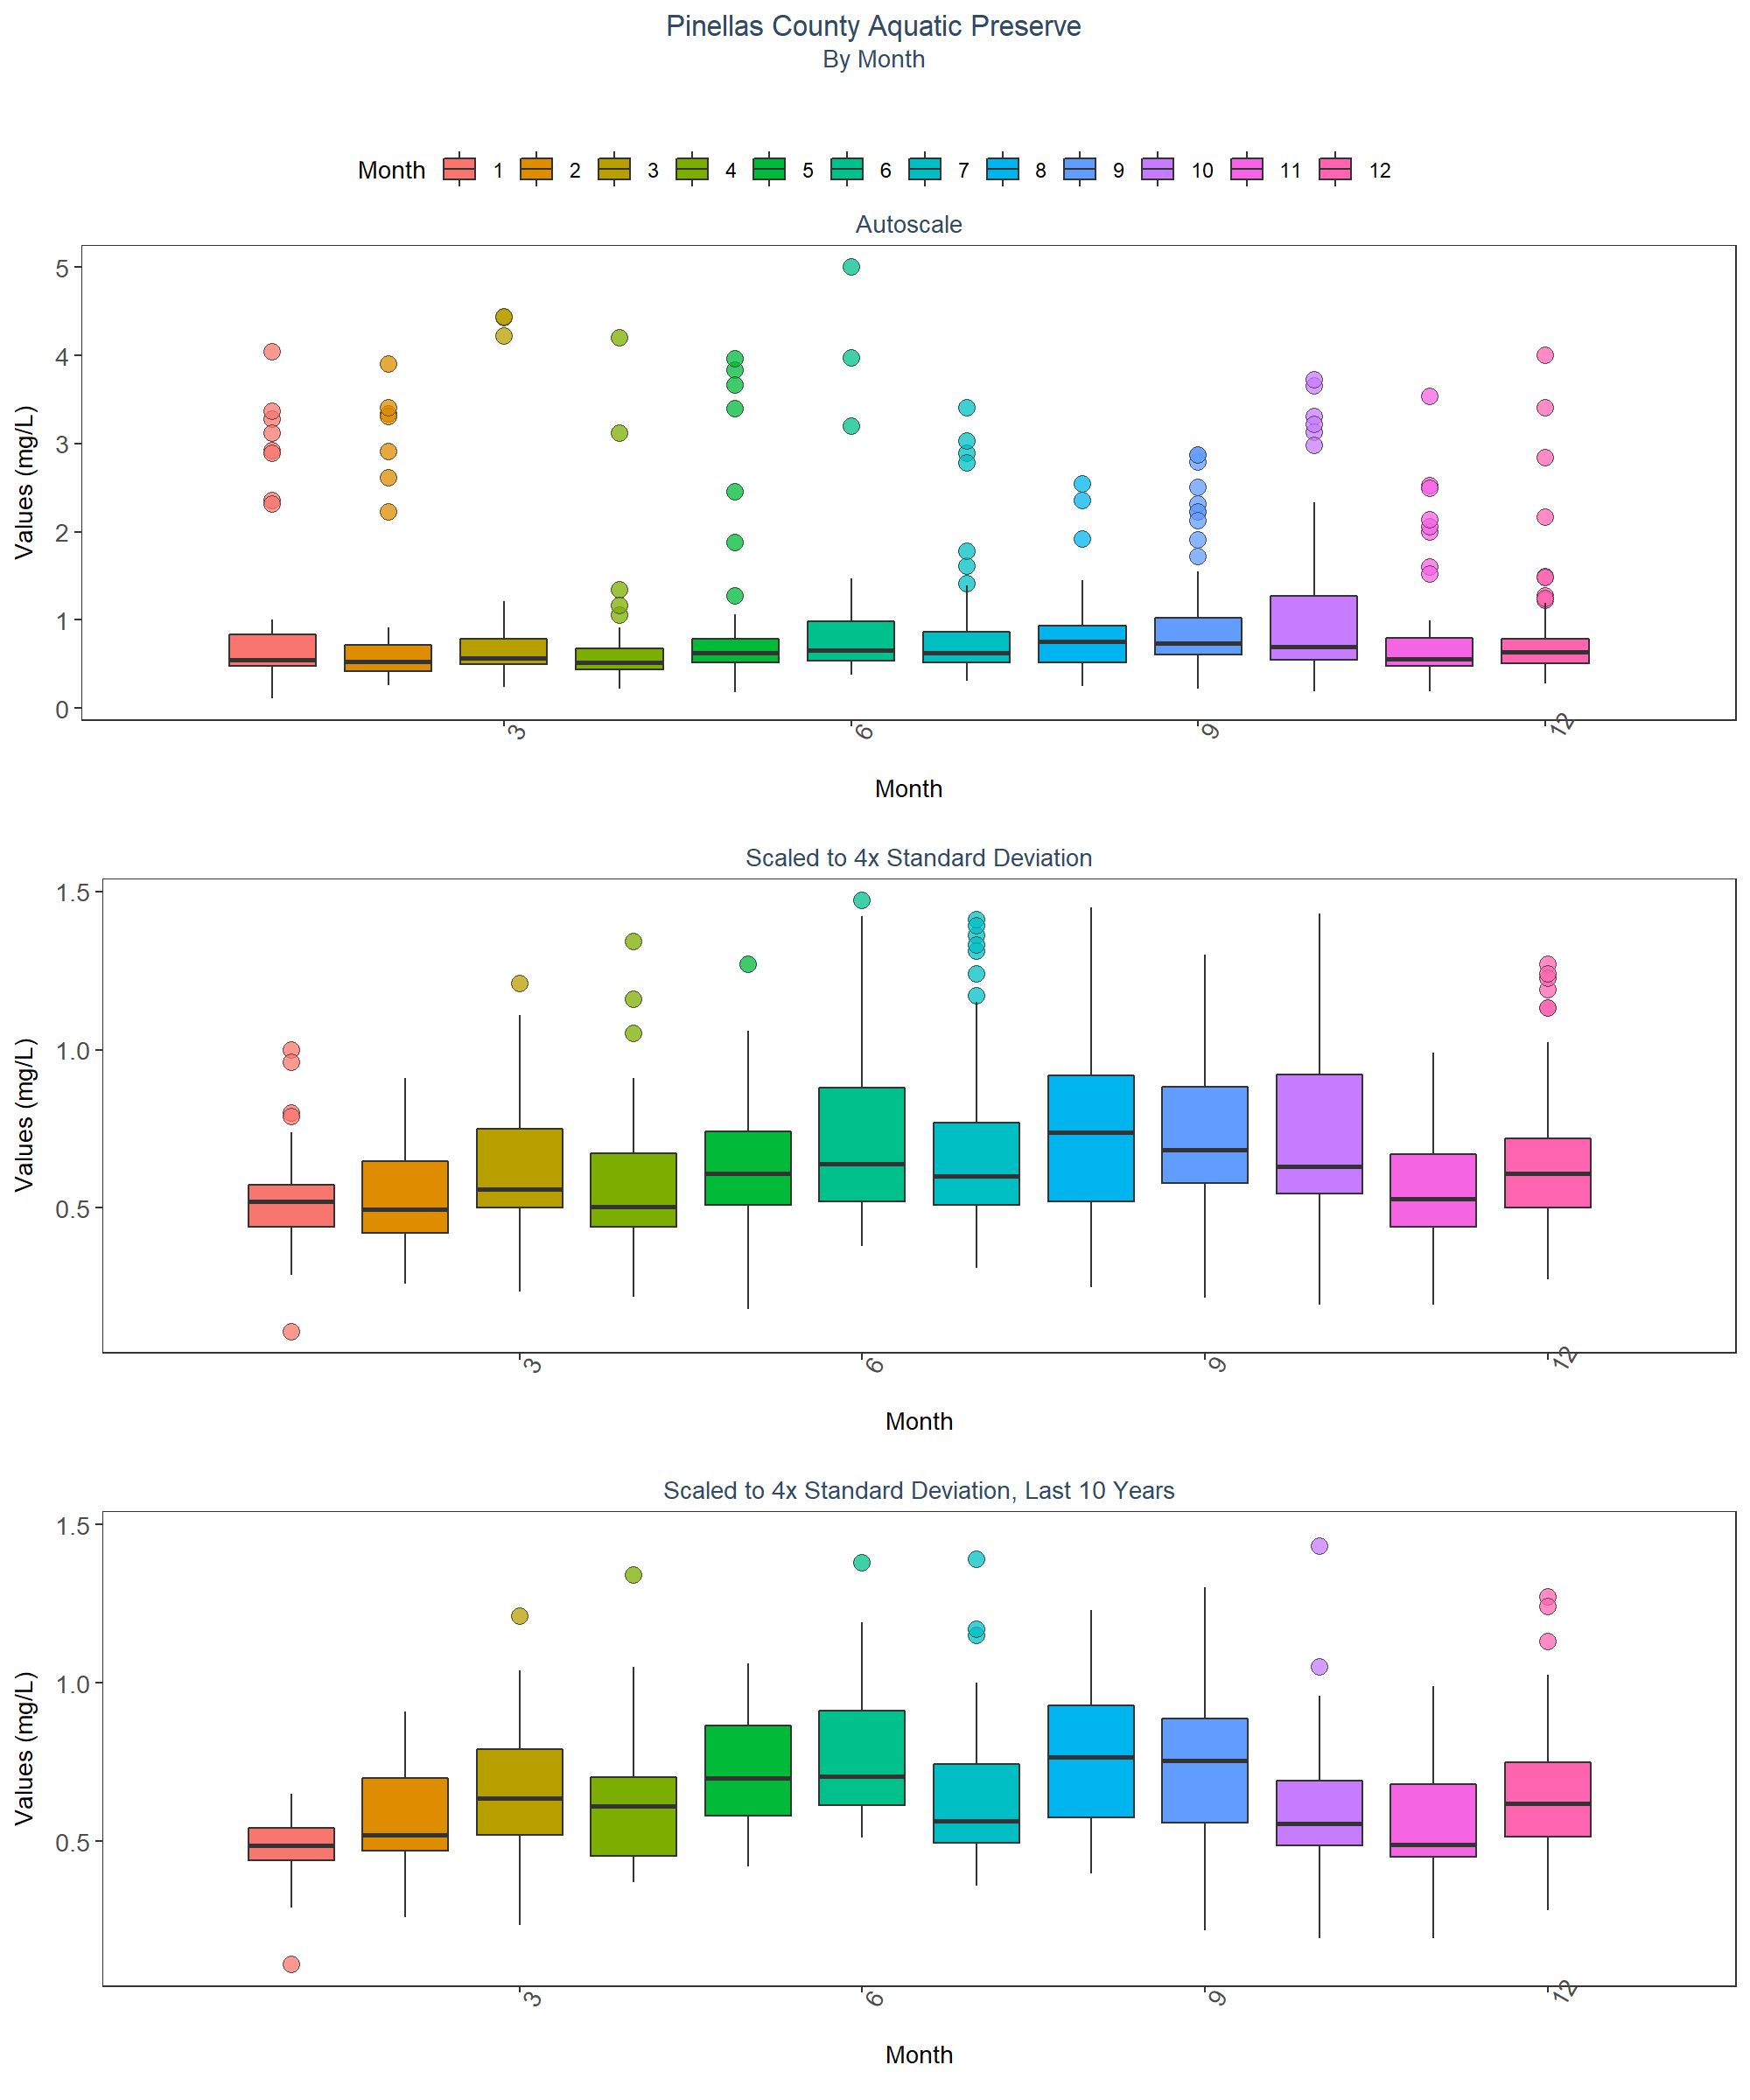 Pinellas County Aquatic Preserve
By Month
Month 1 2 3 4 5 6 7 8 9 10 11 12
Autoscale
Values (mg/L)
5
4
3
2
1
0
3 6 9 12
Month
Scaled to 4x Standard Deviation
Values (mg/L)
1.5
1.0
0.5
3 6 9 12
Month
Scaled to 4x Standard Deviation, Last 10 Years
Values (mg/L)
1.5
1.0
0.5
3 6 9 12
Month